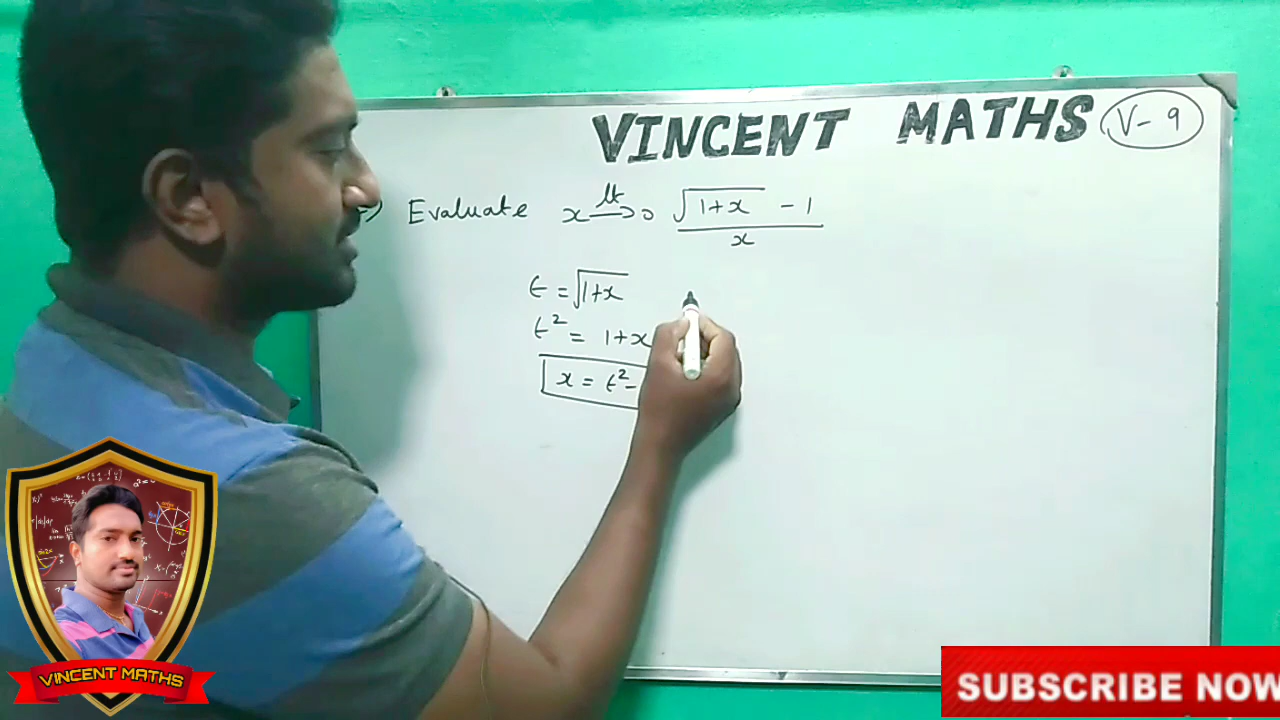 VINCENT MATHS V-9
Evaluate x lt→ 0 √1+x - 1
x
t = √1+x
t² = 1+x
x = t² -
VINCENT MATHS
SUBSCRIBE NOW